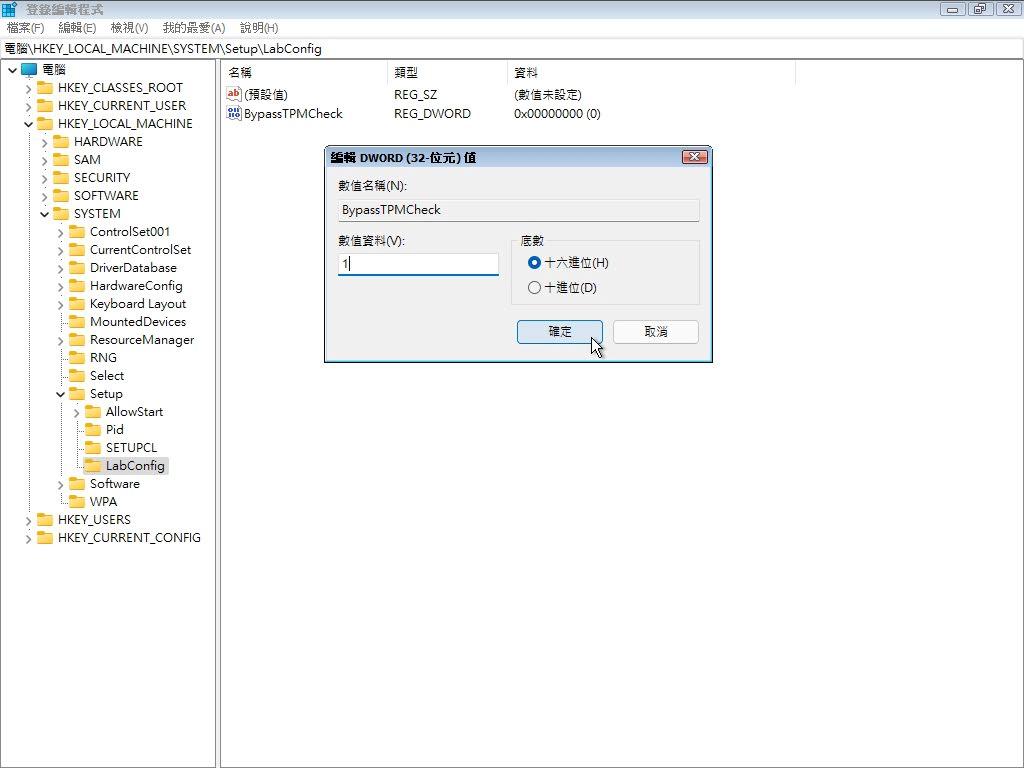 登錄編輯程式
檔案(F) 編輯(E) 檢視(V) 我的最愛(A) 說明(H)
電腦\HKEY_LOCAL_MACHINE\SYSTEM\Setup\LabConfig
電腦
HKEY_CLASSES_ROOT
HKEY_CURRENT_USER
HKEY_LOCAL_MACHINE
HARDWARE
SAM
SECURITY
SOFTWARE
SYSTEM
ControlSet001
CurrentControlSet
DriverDatabase
HardwareConfig
Keyboard Layout
MountedDevices
ResourceManager
RNG
Select
Setup
AllowStart
Pid
SETUPCL
LabConfig
Software
WPA
HKEY_USERS
HKEY_CURRENT_CONFIG
名稱 類型 資料
(預設值) REG_SZ (數值未設定)
BypassTPMCheck REG_DWORD 0x00000000 (0)
編輯 DWORD (32-位元) 值
數值名稱(N):
BypassTPMCheck
數值資料(V):
1
底數
十六進位(H)
十進位(D)
確定 取消